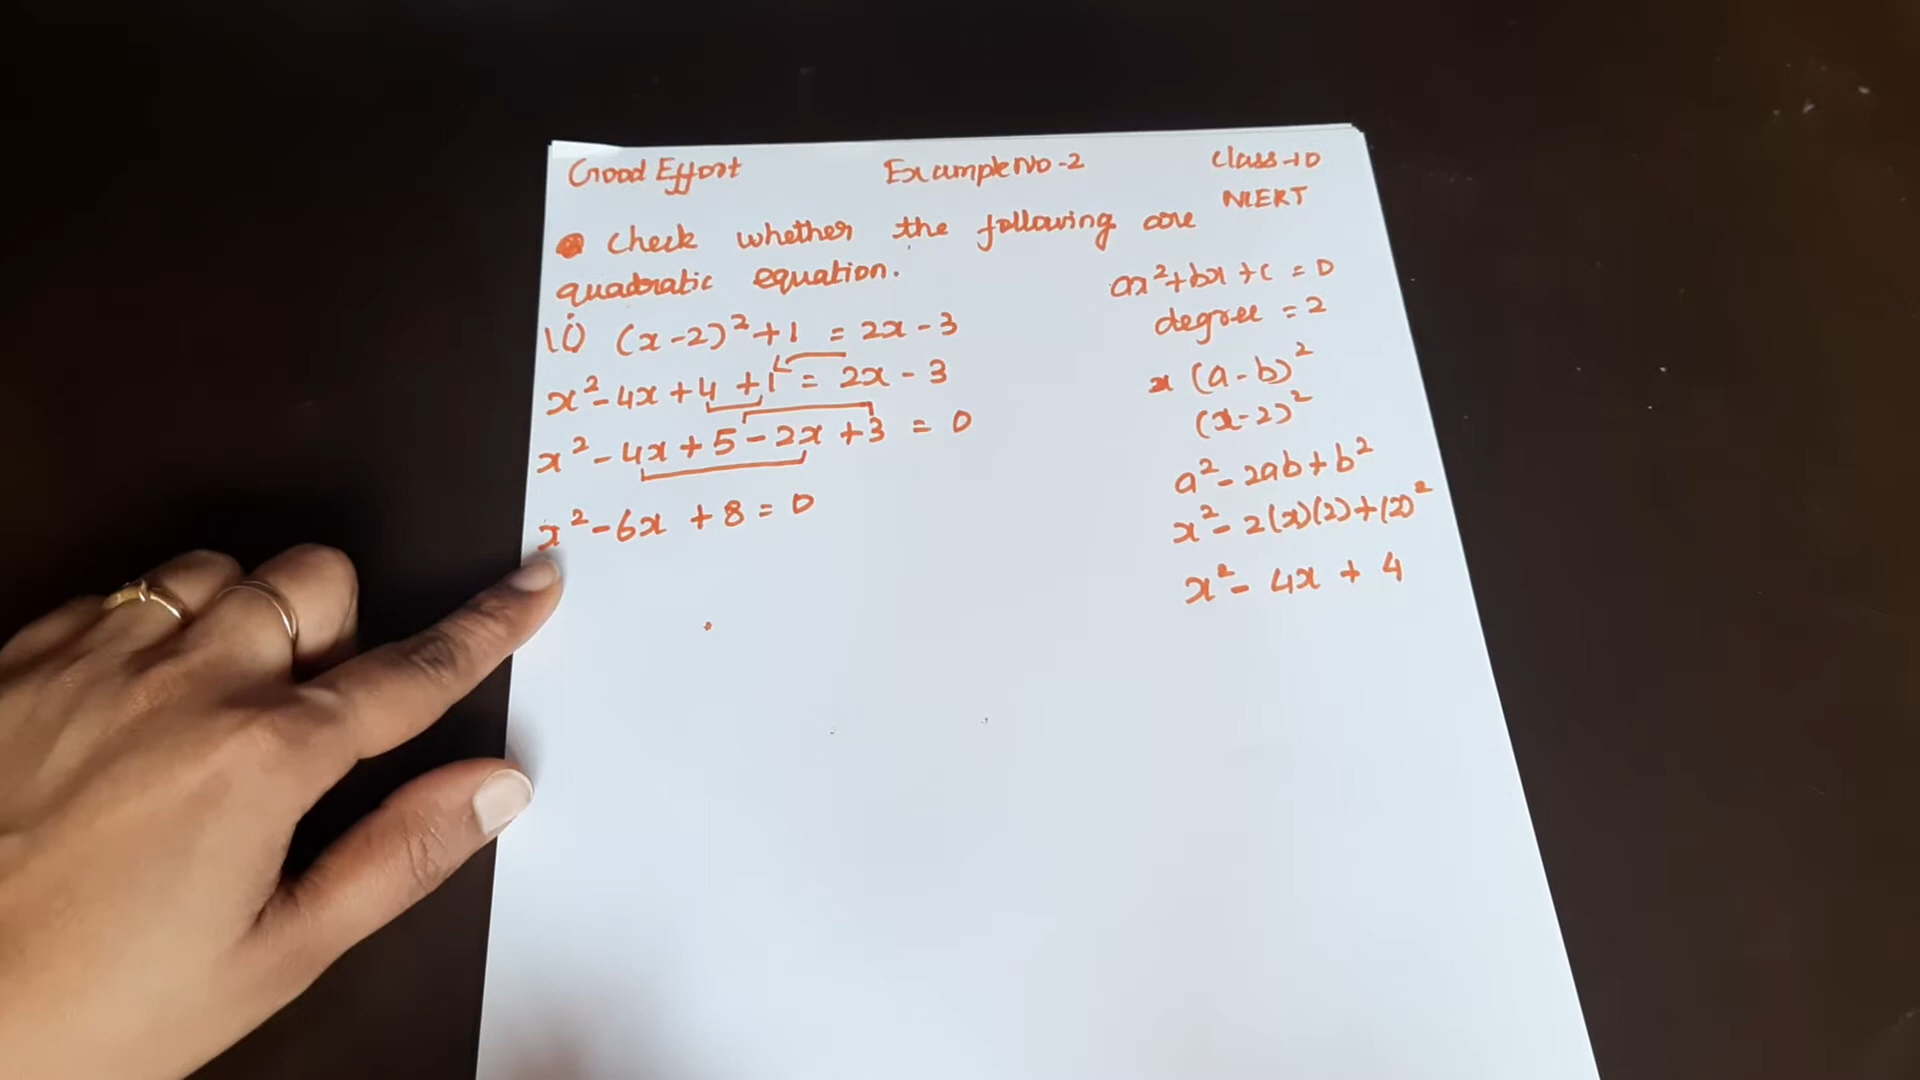 Good Effort Example No-2 Class-10
NCERT
Check whether the following are
quadratic equation.
(i) (x-2)²+1 = 2x-3
x²-4x+4+1 = 2x-3
x²-4x+5-2x+3 = 0
x²-6x+8=0
ax²+bx+c=0
degree = 2
x (a-b)²
(x-2)²
a²-2ab+b²
x²-2(x)(2)+(2)²
x²-4x+4